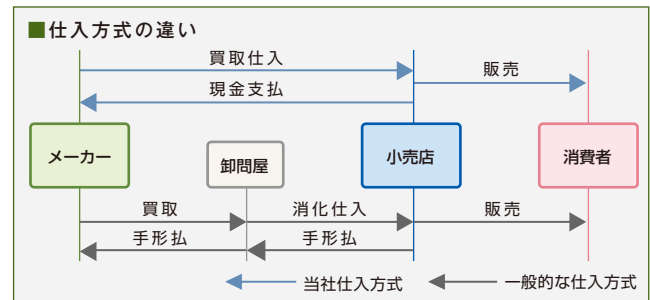 ■仕入方式の違い
買取仕入
現金支払
販売
メーカー
卸問屋
小売店
消費者
買取
消化仕入
販売
手形払
手形払
当社仕入方式
一般的な仕入方式